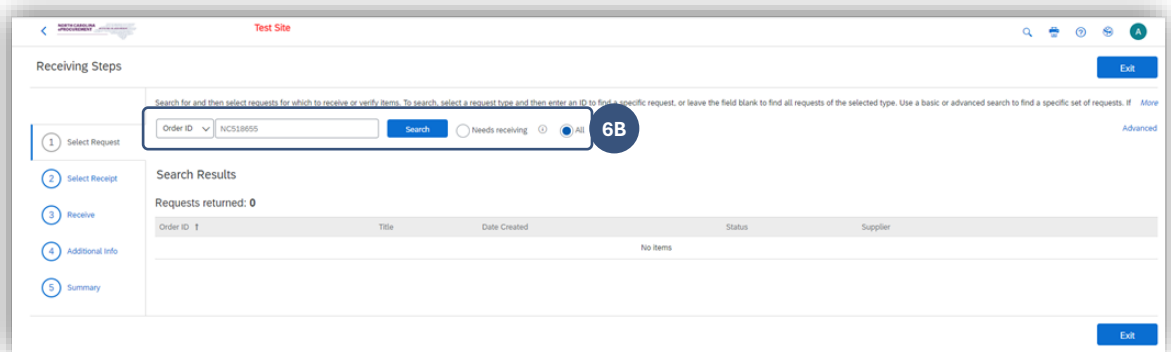 NORTH CAROLINA
ePROCUREMENT
Test Site
A
Receiving Steps
Exit
Search for and then select requests for which to receive or verify items. To search, select a request type and then enter an ID to find a specific request, or leave the field blank to find all requests of the selected type. Use a basic or advanced search to find a specific set of requests. If More
Order ID NC518655 Search Needs receiving All 6B
Advanced
1 Select Request
2 Select Receipt
3 Receive
4 Additional Info
5 Summary
Search Results
Requests returned: 0
Order ID ↑ Title Date Created Status Supplier
No items
Exit